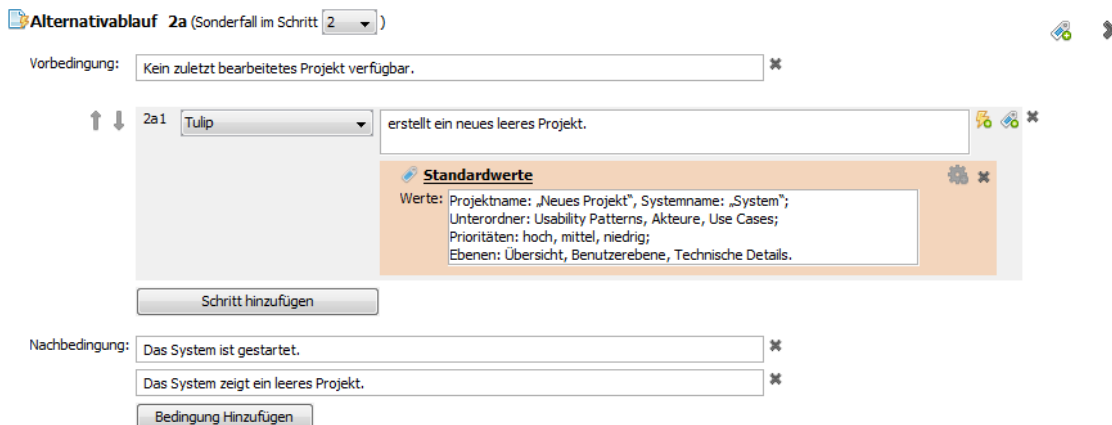 Alternativablauf 2a (Sonderfall im Schritt 2 )
Vorbedingung: Kein zuletzt bearbeitetes Projekt verfügbar.
2a1 Tulip erstellt ein neues leeres Projekt.
Standardwerte
Werte: Projektname: „Neues Projekt“, Systemname: „System“;
Unterordner: Usability Patterns, Akteure, Use Cases;
Prioritäten: hoch, mittel, niedrig;
Ebenen: Übersicht, Benutzerebene, Technische Details.
Schritt hinzufügen
Nachbedingung: Das System ist gestartet.
Das System zeigt ein leeres Projekt.
Bedingung Hinzufügen